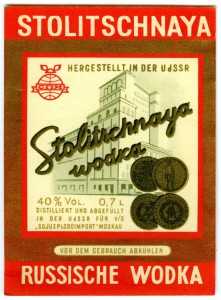 STOLITSCHNAYA
HERGESTELLT IN DER UdSSR
Stolitschnaya
wodka
40% VOL. 0,7 L
DISTILLIERT UND ABGEFÜLLT
IN DER UdSSR FÜR V/O
"SOJUZPLODOIMPORT" MOSKAU
VOR DEM GEBRAUCH ABKÜHLEN
RUSSISCHE WODKA